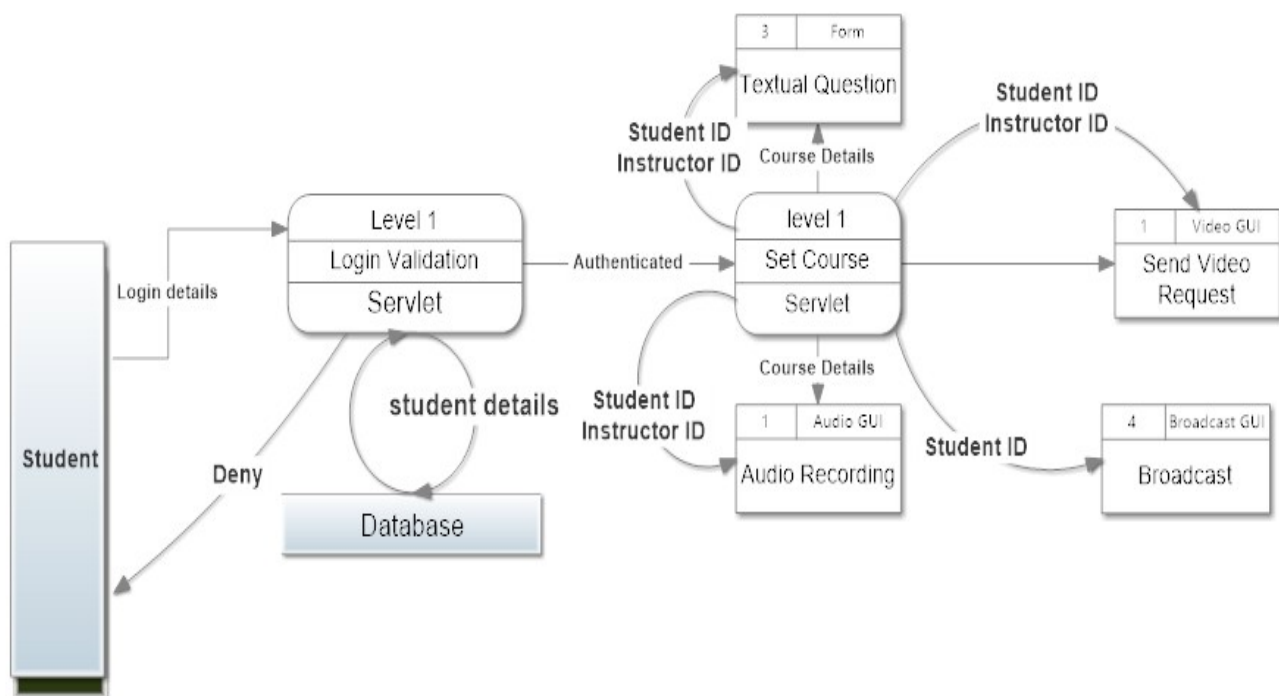 3 Form
Textual Question
Student ID
Instructor ID
Student ID
Instructor ID
Course Details
Level 1
Login Validation
Servlet
level 1
Set Course
Servlet
1 Video GUI
Send Video
Request
Login details
Authenticated
Course Details
student details
Student ID
Instructor ID
1 Audio GUI
Audio Recording
Student ID
4 Broadcast GUI
Broadcast
Student
Deny
Database